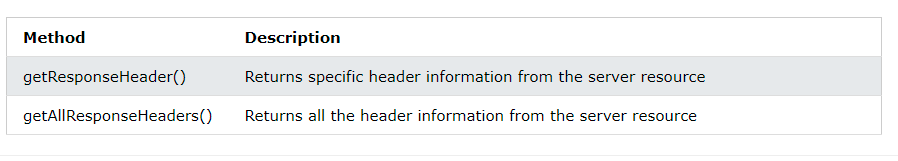 Method Description
getResponseHeader() Returns specific header information from the server resource
getAllResponseHeaders() Returns all the header information from the server resource